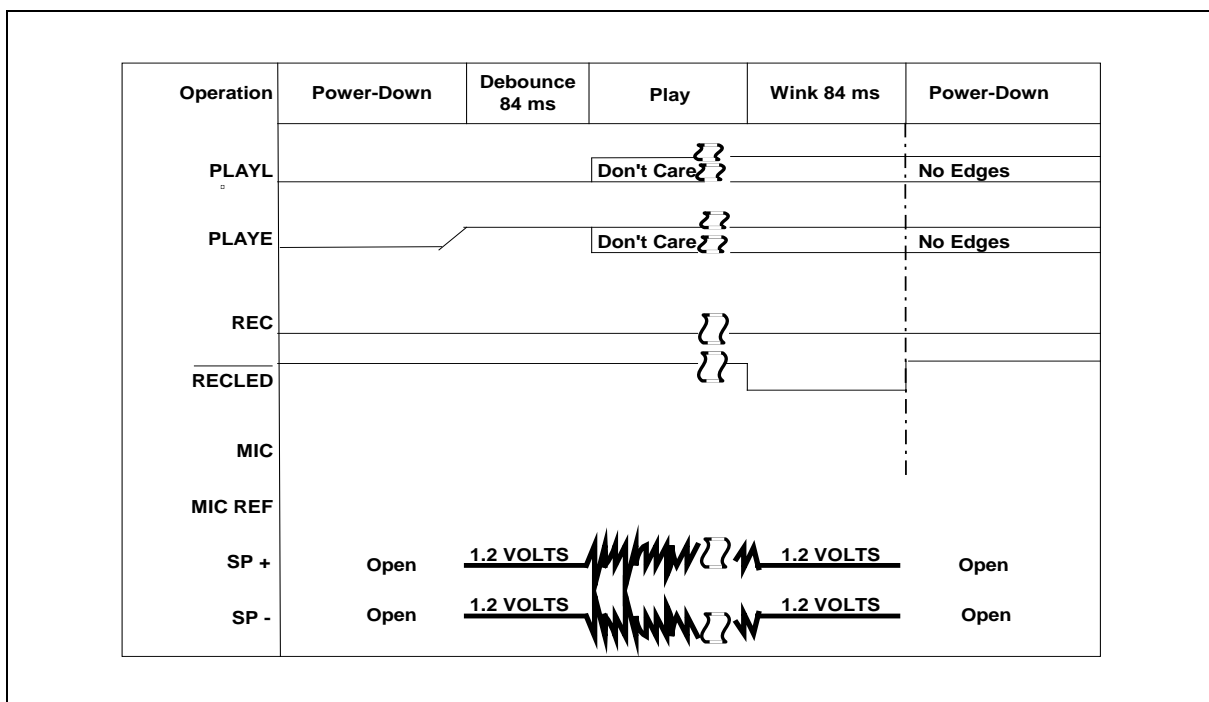 Operation Power-Down Debounce 84 ms Play Wink 84 ms Power-Down
PLAYL Don't Care No Edges
PLAYE Don't Care No Edges
REC
RECLED
MIC
MIC REF
SP + Open 1.2 VOLTS 1.2 VOLTS Open
SP - Open 1.2 VOLTS 1.2 VOLTS Open